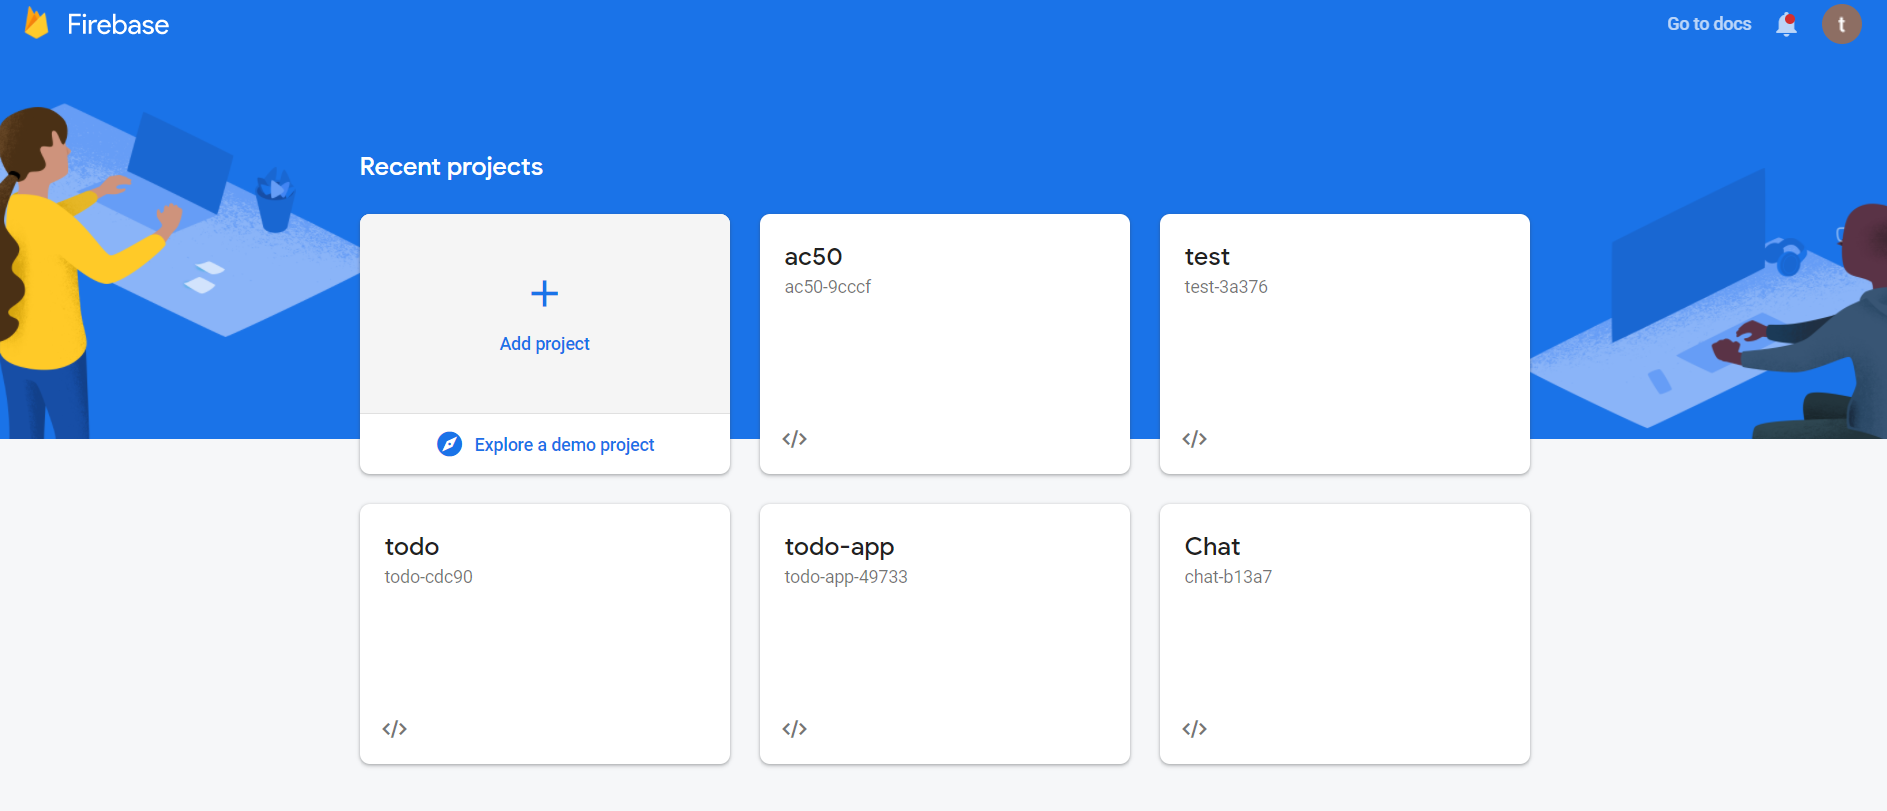 Firebase
Go to docs
t
Recent projects
Add project
Explore a demo project
ac50
ac50-9cccf
</>
test
test-3a376
</>
todo
todo-cdc90
</>
todo-app
todo-app-49733
</>
Chat
chat-b13a7
</>